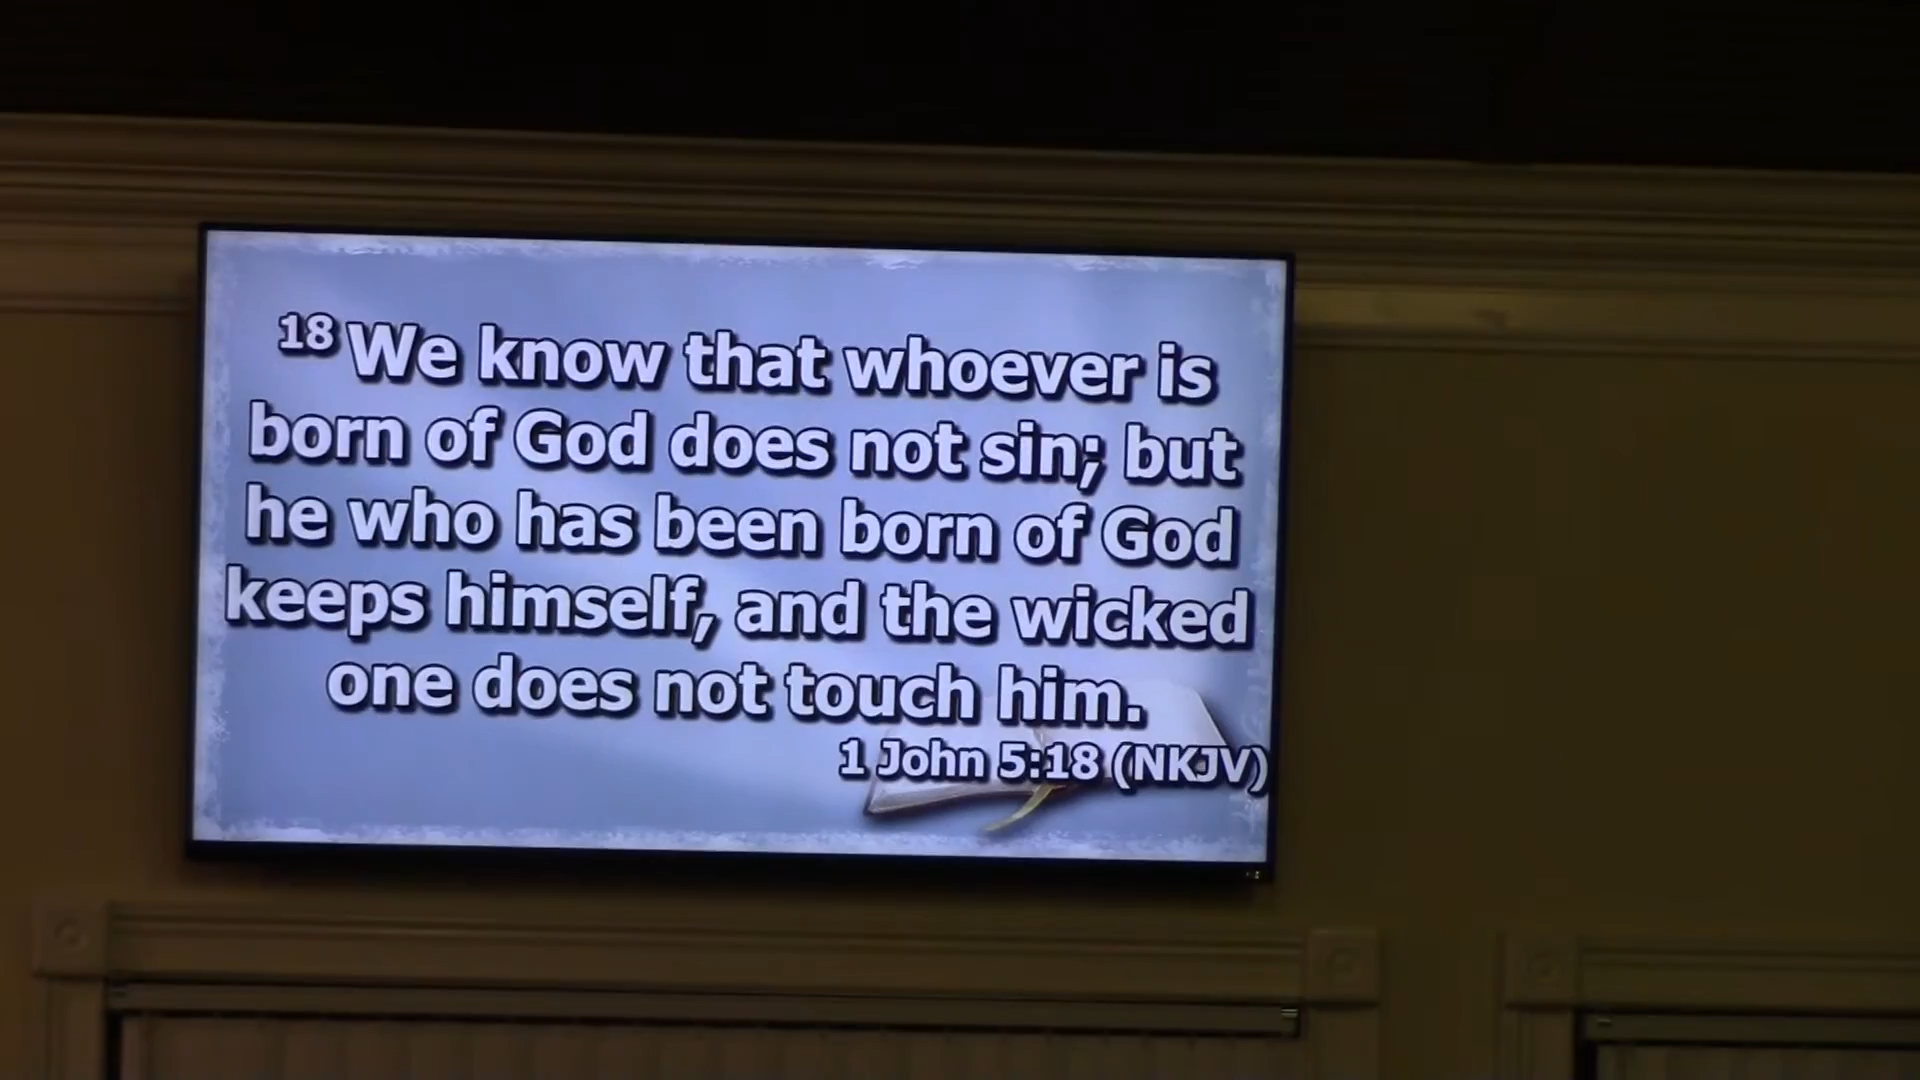 18 We know that whoever is
born of God does not sin; but
he who has been born of God
keeps himself, and the wicked
one does not touch him.
1 John 5:18 (NKJV)